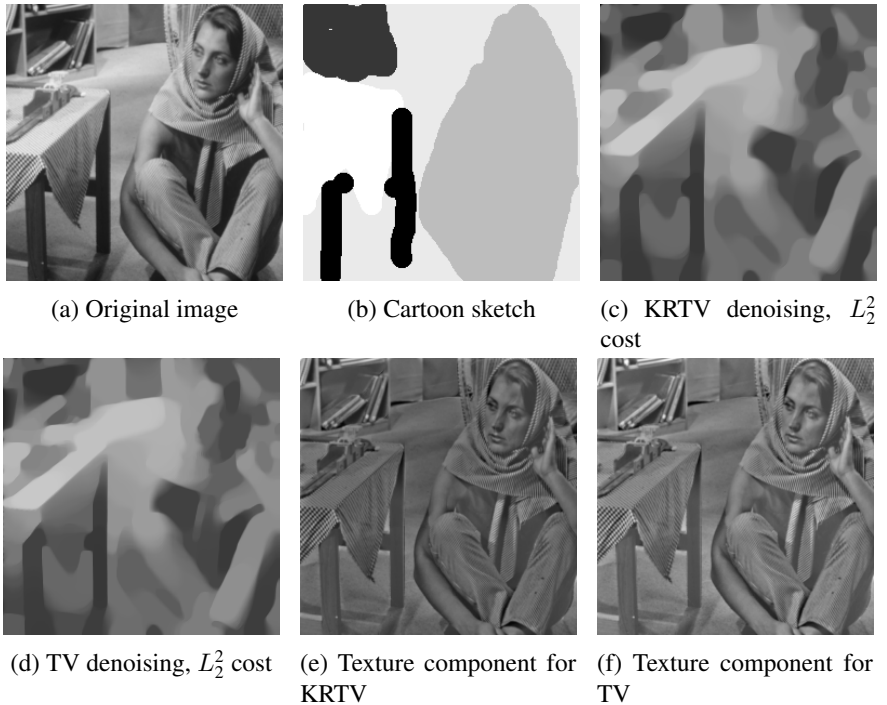 (a) Original image
(b) Cartoon sketch
(c) KRTV denoising, $L_2^2$
cost
(d) TV denoising, $L_2^2$ cost
(e) Texture component for
KRTV
(f) Texture component for
TV